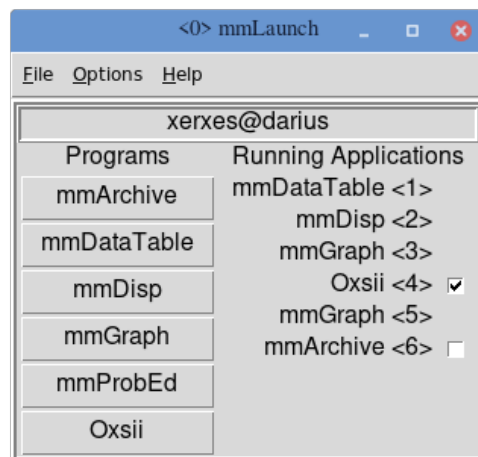 <0> mmLaunch
File Options Help
xerxes@darius
Programs
mmArchive
mmDataTable
mmDisp
mmGraph
mmProbEd
Oxsii
Running Applications
mmDataTable <1>
mmDisp <2>
mmGraph <3>
Oxsii <4>
mmGraph <5>
mmArchive <6>